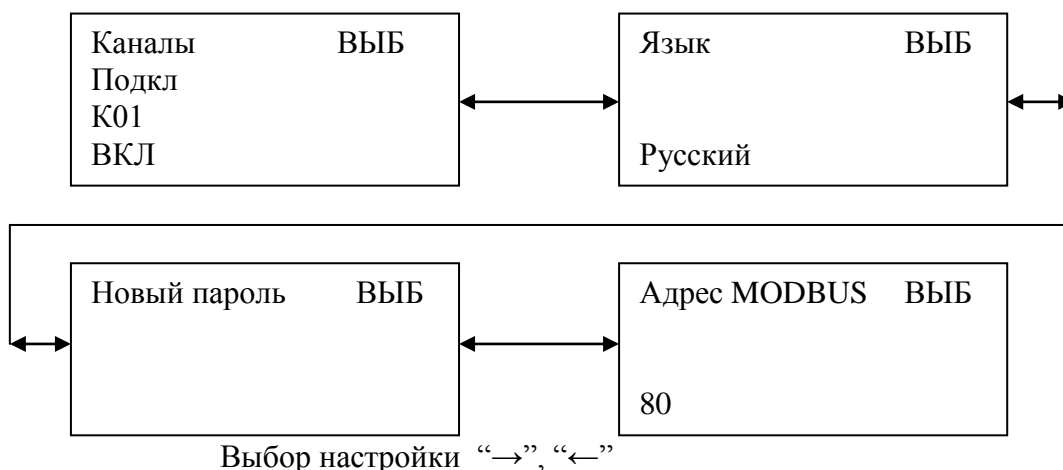 Каналы ВЫБ
Подкл
К01
ВКЛ
Язык ВЫБ
Русский
Новый пароль ВЫБ
Адрес MODBUS ВЫБ
80
Выбор настройки “→”, “←”